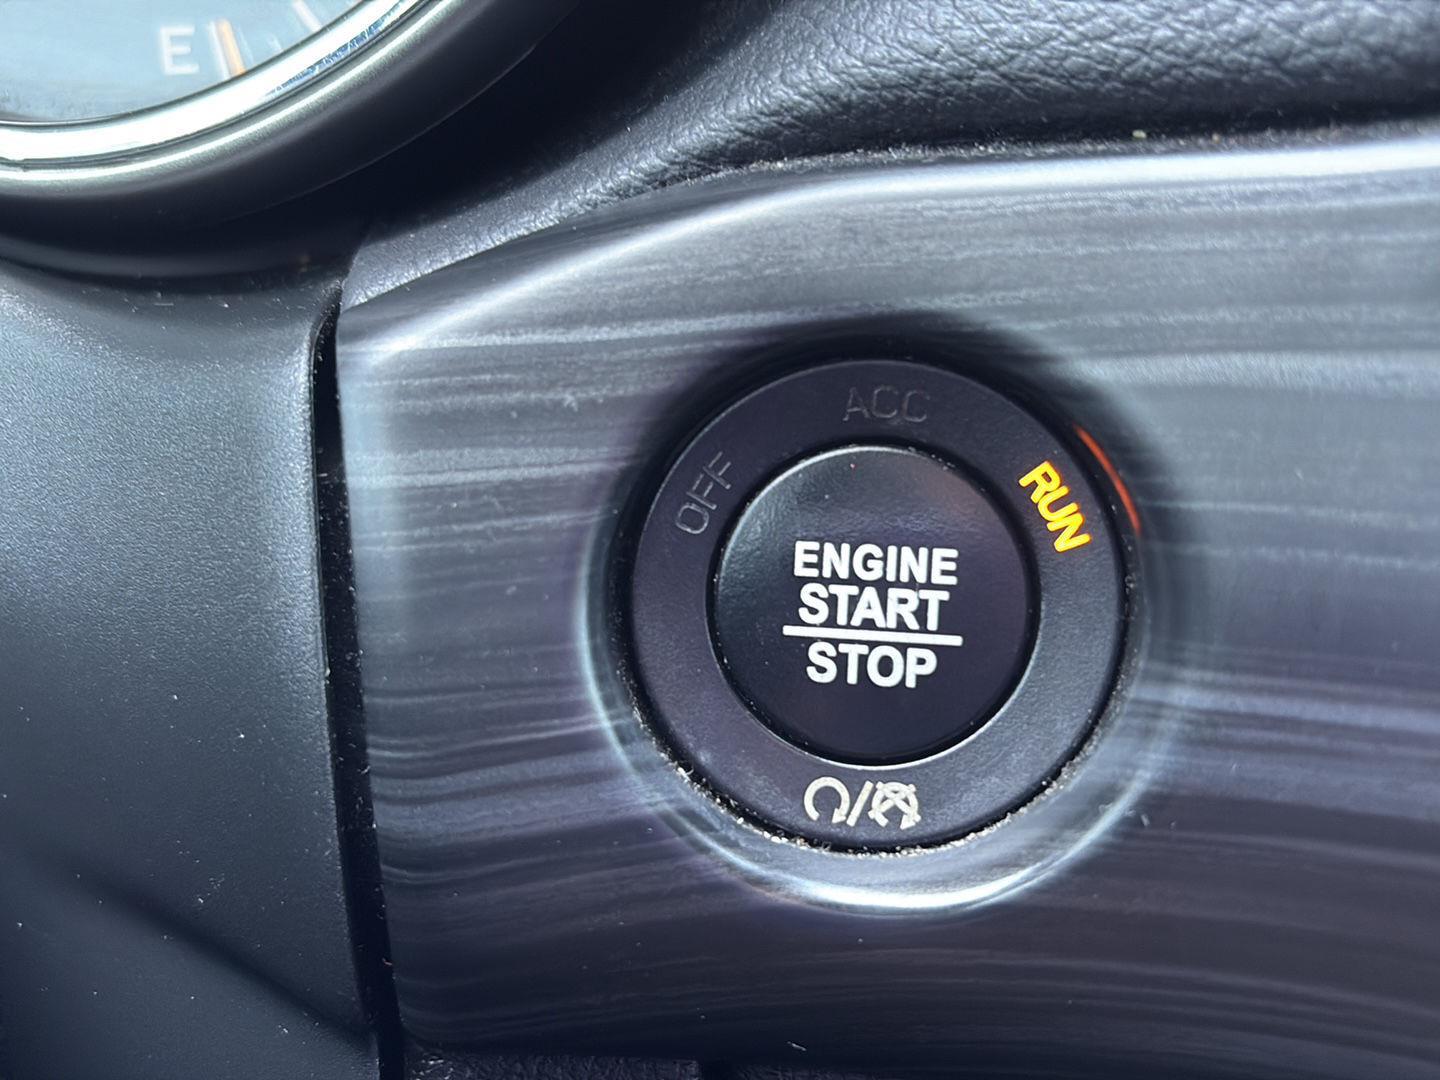 E
ACC
OFF
RUN
ENGINE
START
STOP
/